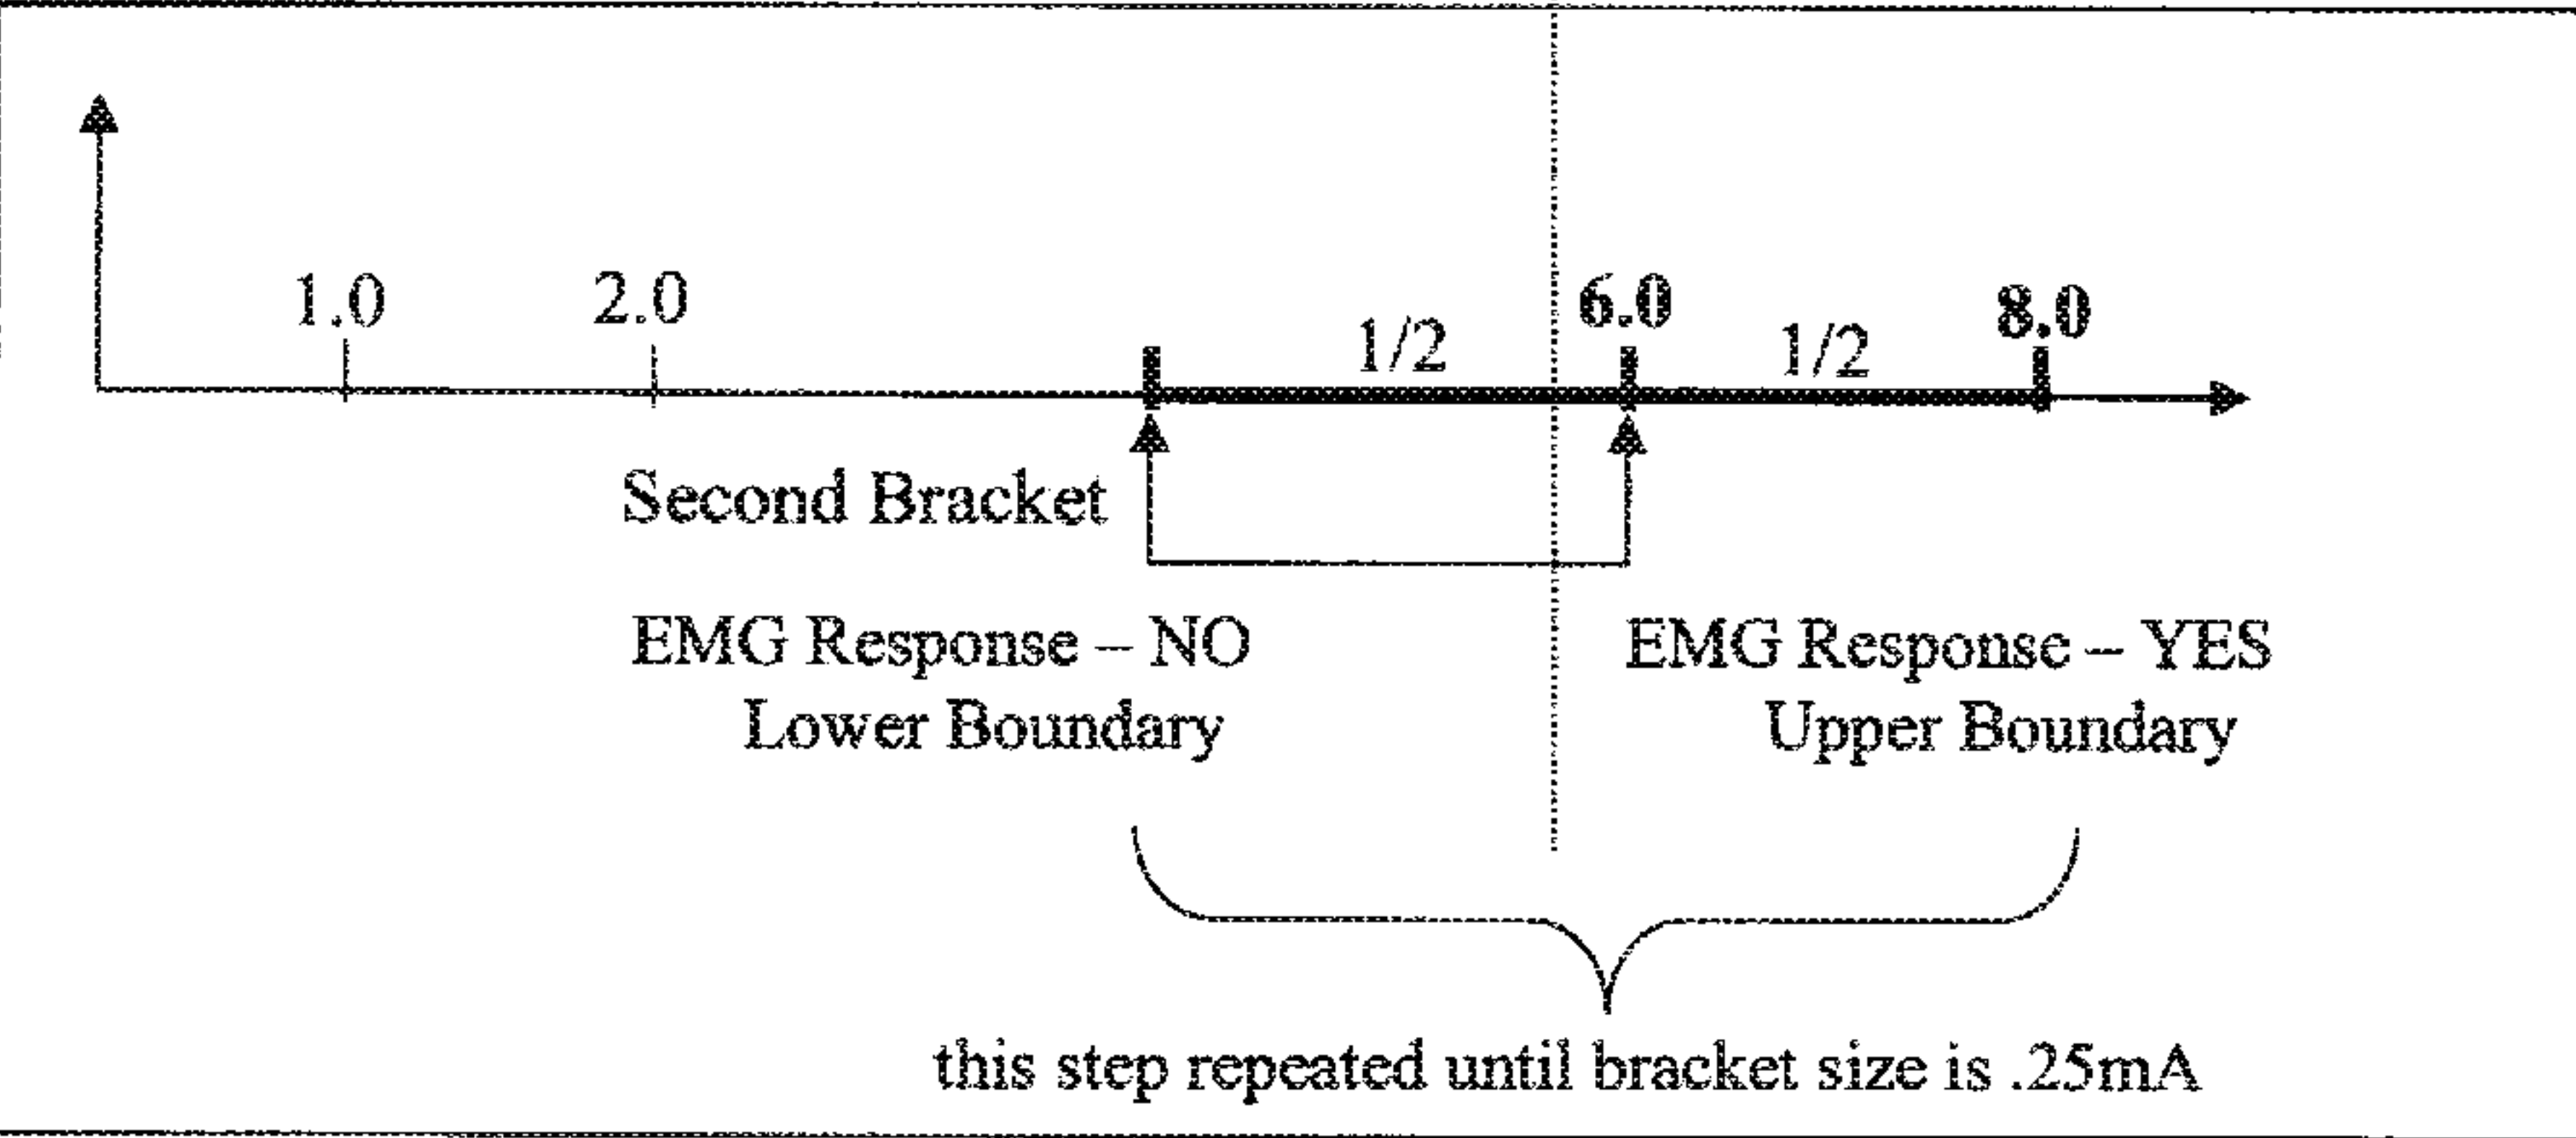 1.0
2.0
1/2
6.0
1/2
8.0
Second Bracket
EMG Response – NO
Lower Boundary
EMG Response – YES
Upper Boundary
this step repeated until bracket size is .25mA